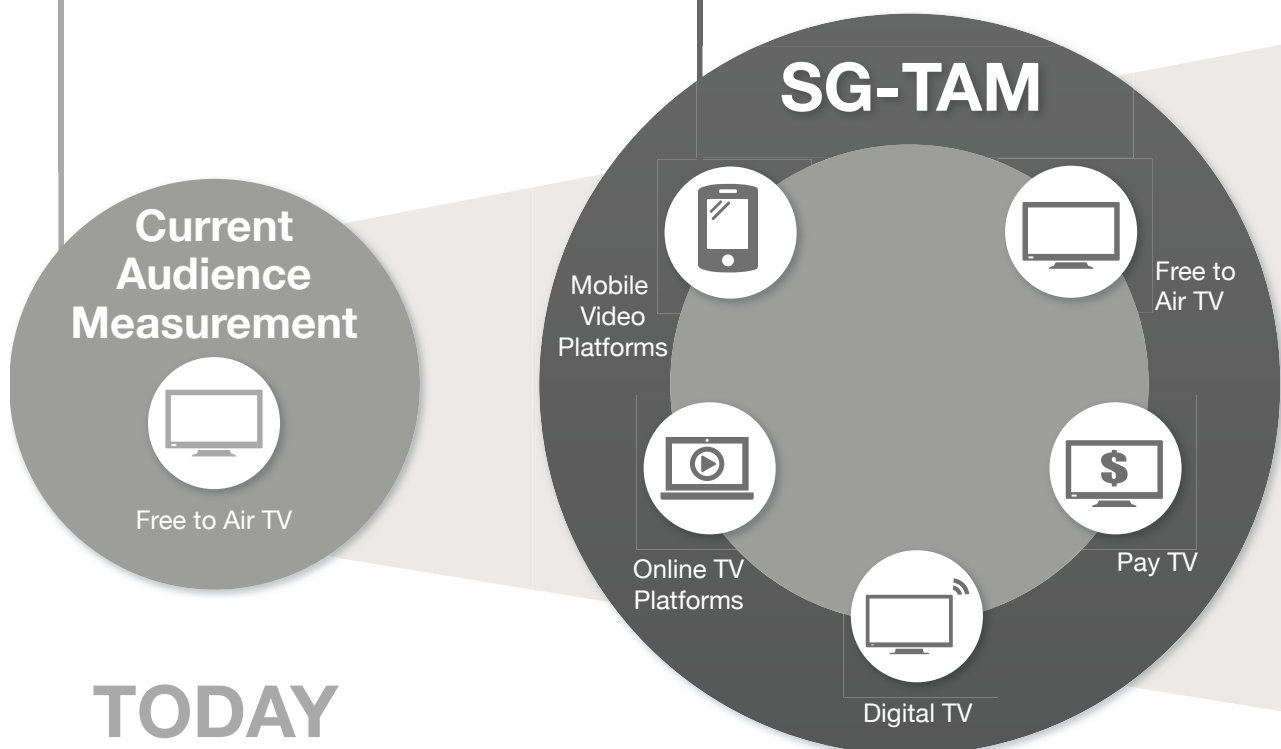 Current
Audience
Measurement
Free to Air TV
TODAY
SG-TAM
Mobile
Video
Platforms
Free to
Air TV
Online TV
Platforms
$
Pay TV
Digital TV